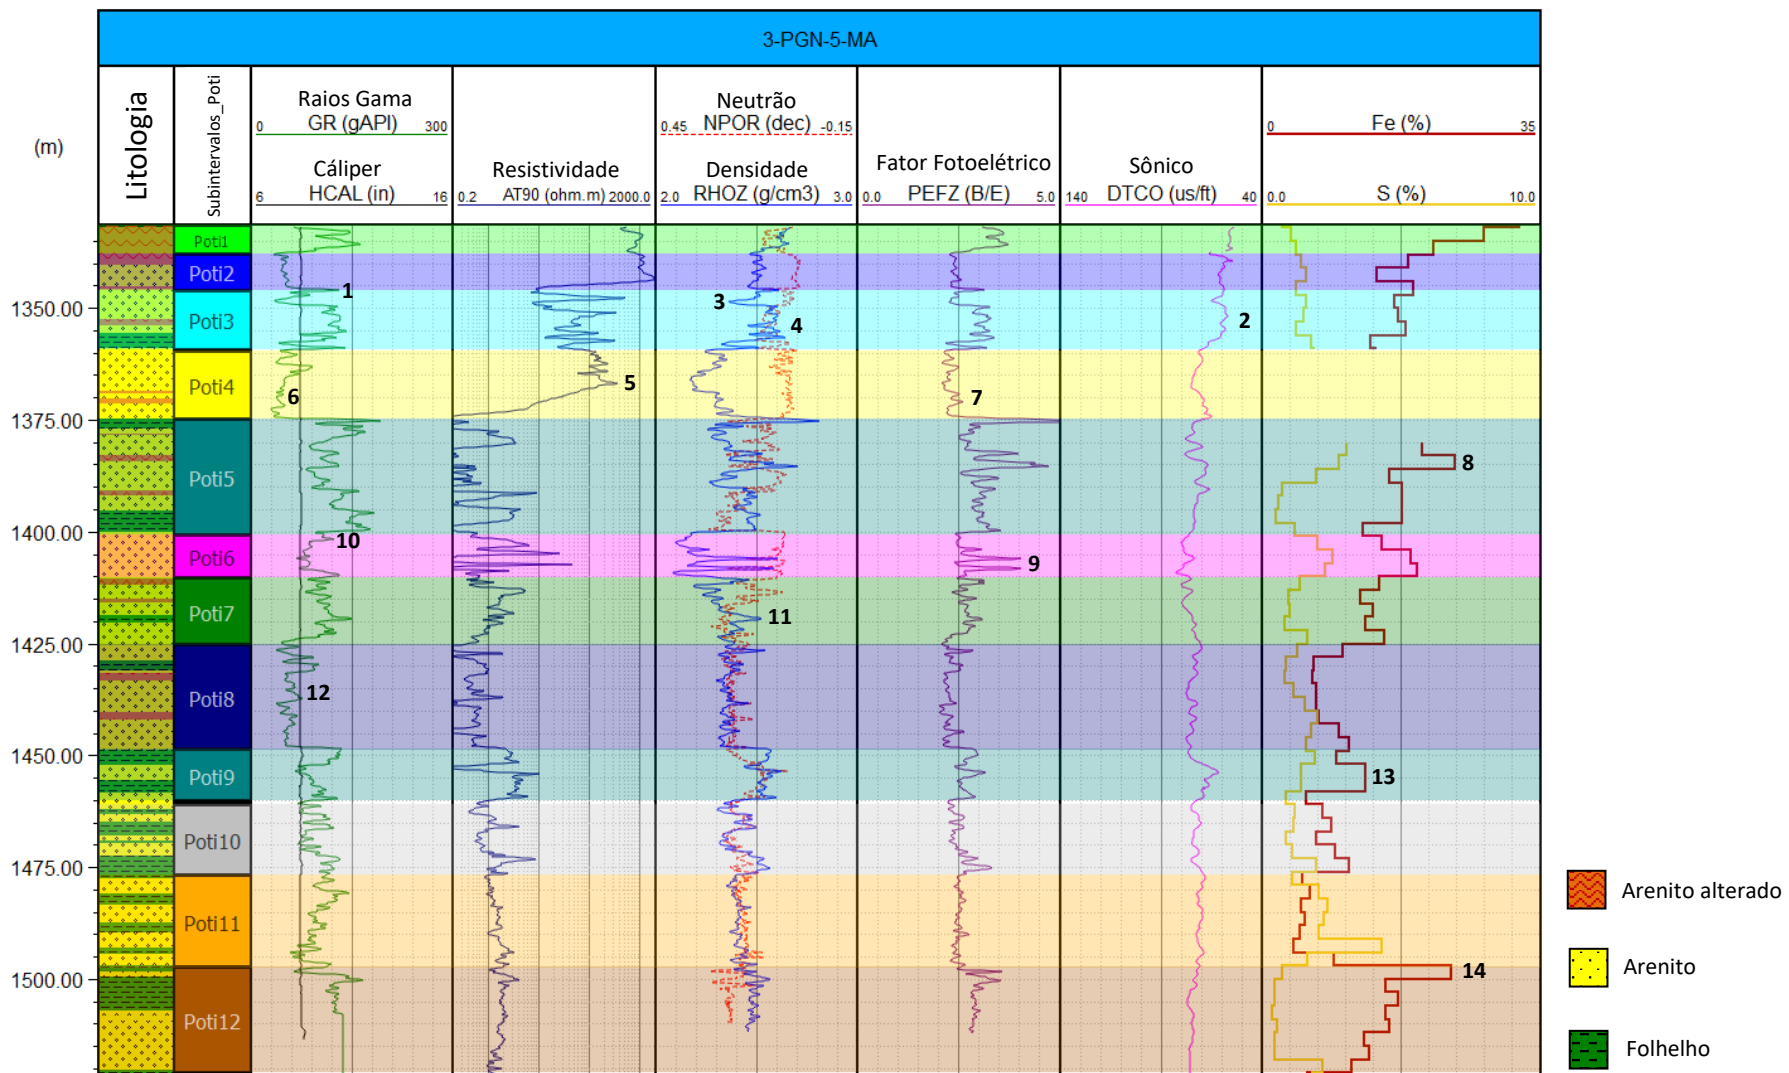 3-PGN-5-MA
(m)
Litologia
Subintervalos_Poti
Raios Gama
0 GR (gAPI) 300
Cáliper
6 HCAL (in) 16
Resistividade
0.2 AT90 (ohm.m) 2000.0
Neutrão
0.45 NPOR (dec) -0.15
Densidade
2.0 RHOZ (g/cm3) 3.0
Fator Fotoelétrico
0.0 PEFZ (B/E) 5.0
Sônico
140 DTCO (us/ft) 40
0 Fe (%) 35
0.0 S (%) 10.0
Poti1
Poti2
1
3
1350.00
Poti3
4
2
Poti4
5
6
7
1375.00
8
Poti5
1400.00
10
Poti6
9
Poti7
11
1425.00
Poti8
12
1450.00
Poti9
13
Poti10
1475.00
Arenito alterado
Poti11
Arenito
14
1500.00
Poti12
Folhelho